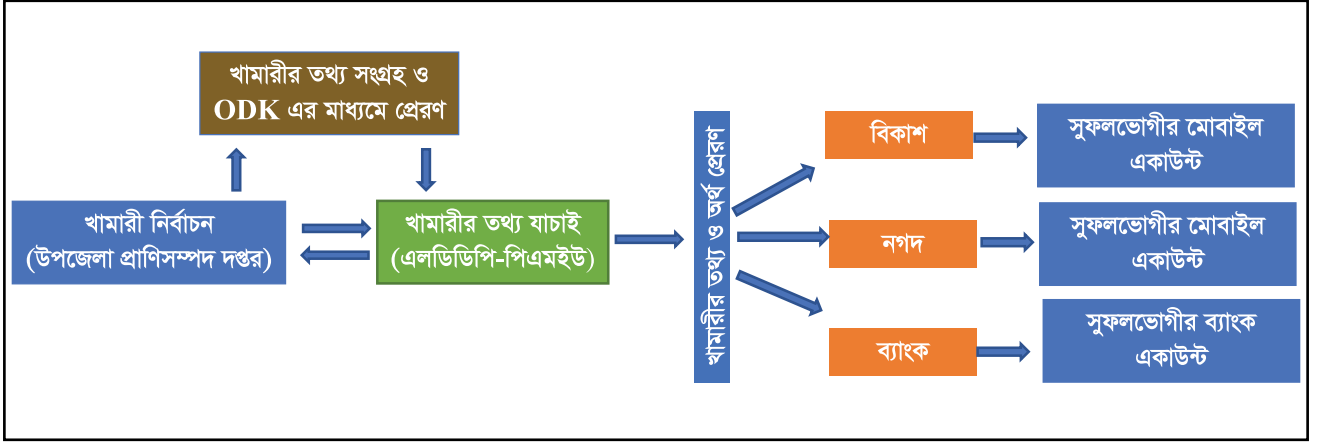 খামারীর তথ্য সংগ্রহ ও
ODK এর মাধ্যমে প্রেরণ
খামারী নির্বাচন
(উপজেলা প্রাণিসম্পদ দপ্তর)
খামারীর তথ্য যাচাই
(এলডিডিপি-পিএমইউ)
খামারীর তথ্য ও অর্থ প্রেরণ
বিকাশ
সুফলভোগীর মোবাইল
একাউন্ট
নগদ
সুফলভোগীর মোবাইল
একাউন্ট
ব্যাংক
সুফলভোগীর ব্যাংক
একাউন্ট